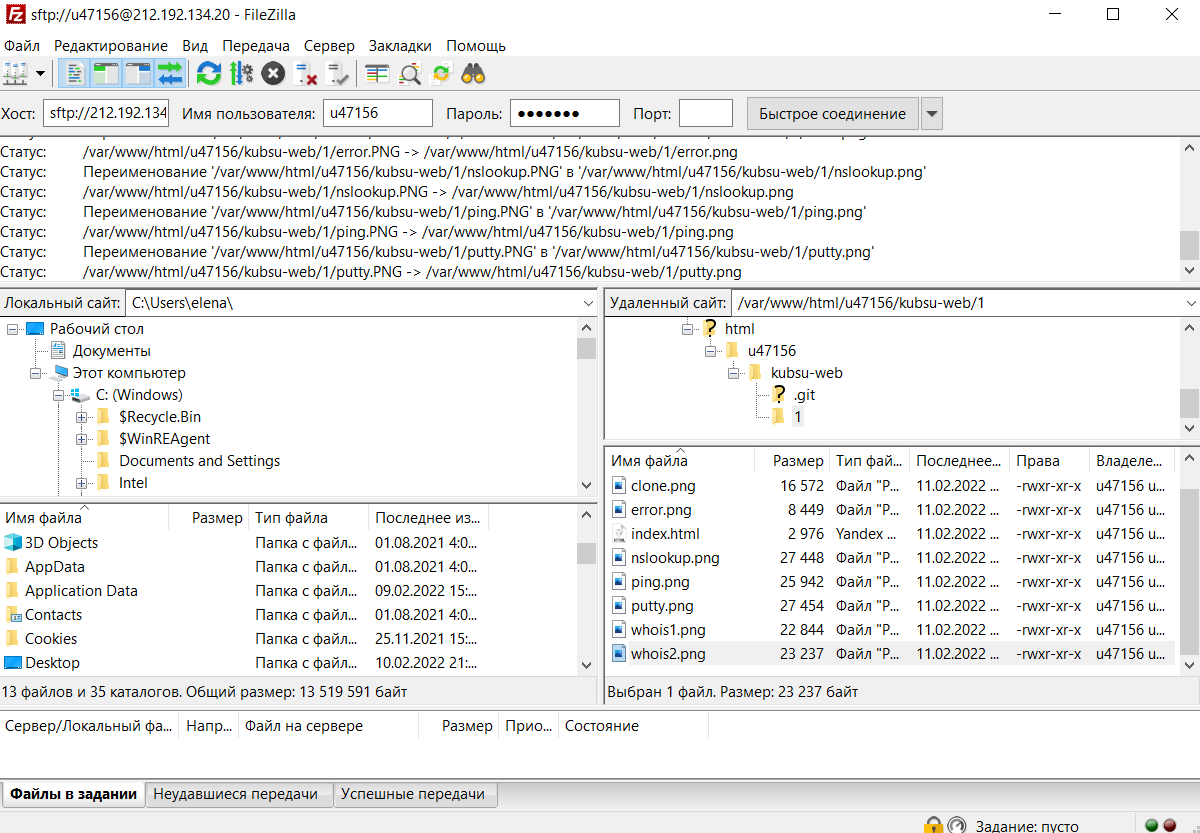 sftp://u47156@212.192.134.20 - FileZilla
Файл Редактирование Вид Передача Сервер Закладки Помощь
Хост: sftp://212.192.134 Имя пользователя: u47156 Пароль: ●●●●●●● Порт: Быстрое соединение
Статус: /var/www/html/u47156/kubsu-web/1/error.PNG -> /var/www/html/u47156/kubsu-web/1/error.png
Статус: Переименование '/var/www/html/u47156/kubsu-web/1/nslookup.PNG' в '/var/www/html/u47156/kubsu-web/1/nslookup.png'
Статус: /var/www/html/u47156/kubsu-web/1/nslookup.PNG -> /var/www/html/u47156/kubsu-web/1/nslookup.png
Статус: Переименование '/var/www/html/u47156/kubsu-web/1/ping.PNG' в '/var/www/html/u47156/kubsu-web/1/ping.png'
Статус: /var/www/html/u47156/kubsu-web/1/ping.PNG -> /var/www/html/u47156/kubsu-web/1/ping.png
Статус: Переименование '/var/www/html/u47156/kubsu-web/1/putty.PNG' в '/var/www/html/u47156/kubsu-web/1/putty.png'
Статус: /var/www/html/u47156/kubsu-web/1/putty.PNG -> /var/www/html/u47156/kubsu-web/1/putty.png
Локальный сайт: C:\Users\elena\
Рабочий стол
Документы
Этот компьютер
C: (Windows)
$Recycle.Bin
$WinREAgent
Documents and Settings
Intel
Имя файла Размер Тип файла Последнее из...
3D Objects Папка с файл... 01.08.2021 4:0...
AppData Папка с файл... 01.08.2021 4:0...
Application Data Папка с файл... 09.02.2022 15:...
Contacts Папка с файл... 01.08.2021 4:0...
Cookies Папка с файл... 25.11.2021 15:...
Desktop Папка с файл... 10.02.2022 21:...
13 файлов и 35 каталогов. Общий размер: 13 519 591 байт
Удаленный сайт: /var/www/html/u47156/kubsu-web/1
html
u47156
kubsu-web
.git
1
Имя файла Размер Тип фай... Последнее... Права Владеле...
clone.png 16 572 Файл "P... 11.02.2022 ... -rwxr-xr-x u47156 u...
error.png 8 449 Файл "P... 11.02.2022 ... -rwxr-xr-x u47156 u...
index.html 2 976 Yandex ... 11.02.2022 ... -rwxr-xr-x u47156 u...
nslookup.png 27 448 Файл "P... 11.02.2022 ... -rwxr-xr-x u47156 u...
ping.png 25 942 Файл "P... 11.02.2022 ... -rwxr-xr-x u47156 u...
putty.png 27 454 Файл "P... 11.02.2022 ... -rwxr-xr-x u47156 u...
whois1.png 22 844 Файл "P... 11.02.2022 ... -rwxr-xr-x u47156 u...
whois2.png 23 237 Файл "P... 11.02.2022 ... -rwxr-xr-x u47156 u...
Выбран 1 файл. Размер: 23 237 байт
Сервер/Локальный фа... Напр... Файл на сервере Размер Прио... Состояние
Файлы в задании Неудавшиеся передачи Успешные передачи
Задание: пусто